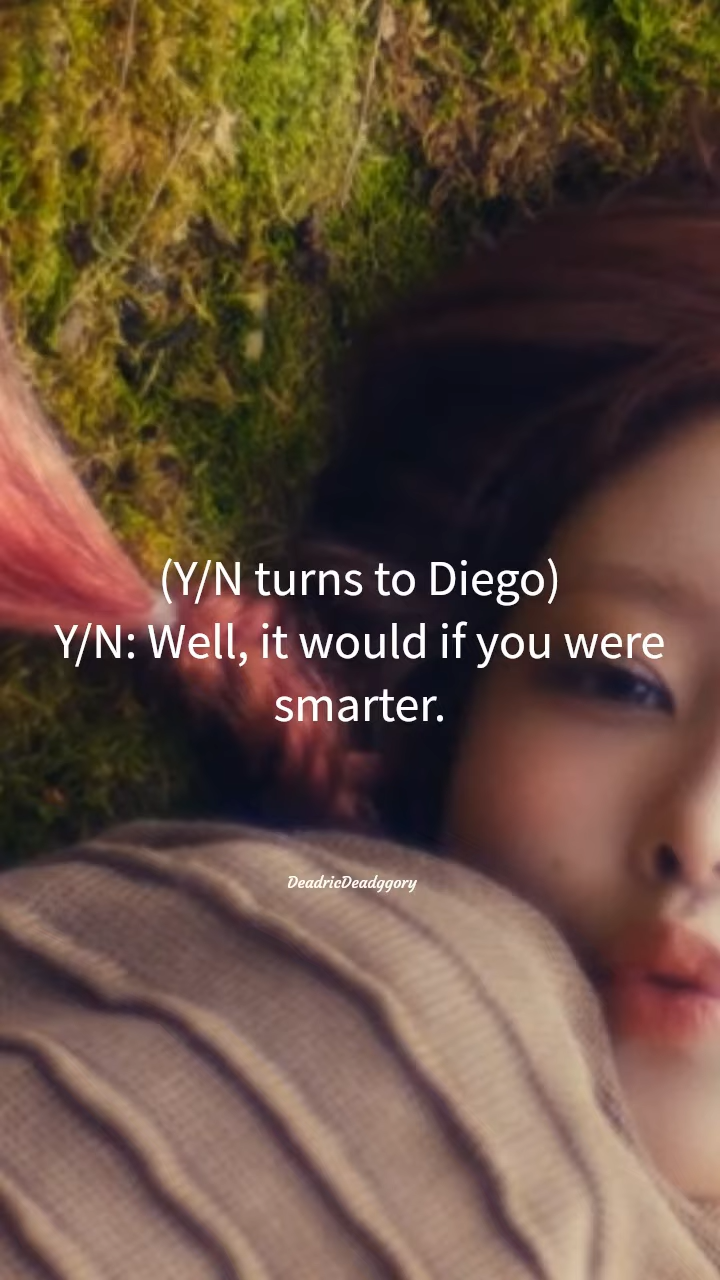 (Y/N turns to Diego)
Y/N: Well, it would if you were
smarter.
DeadricDeadggory